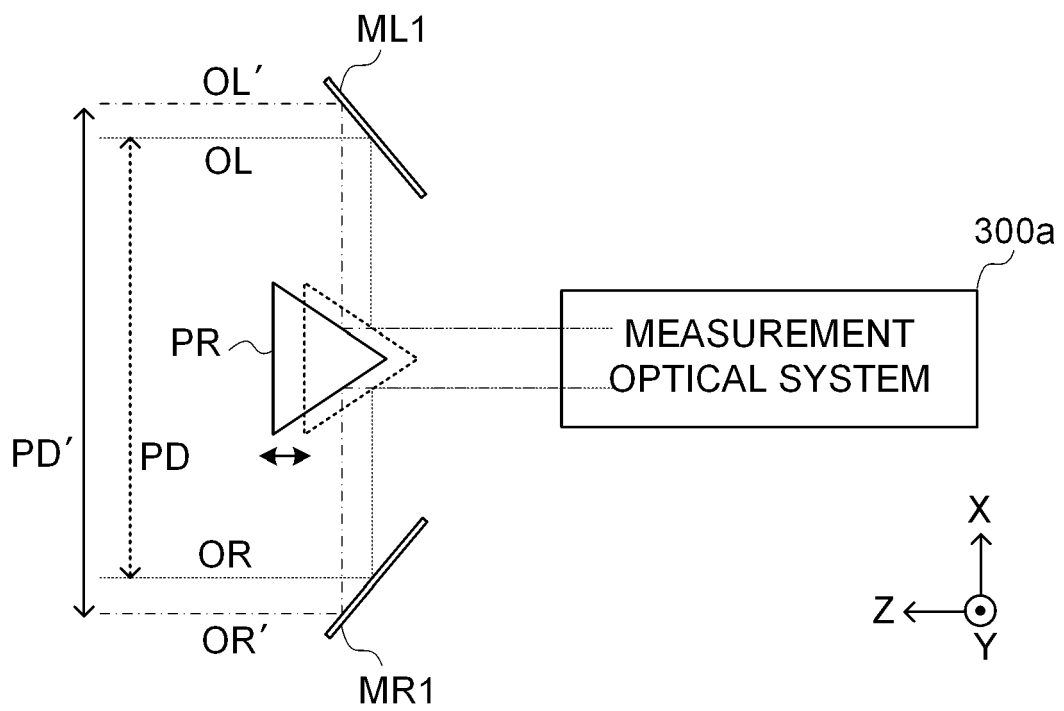 ML1
OL′
OL
300a
PR
MEASUREMENT
OPTICAL SYSTEM
PD′
PD
OR
OR′
MR1
X
Z
Y